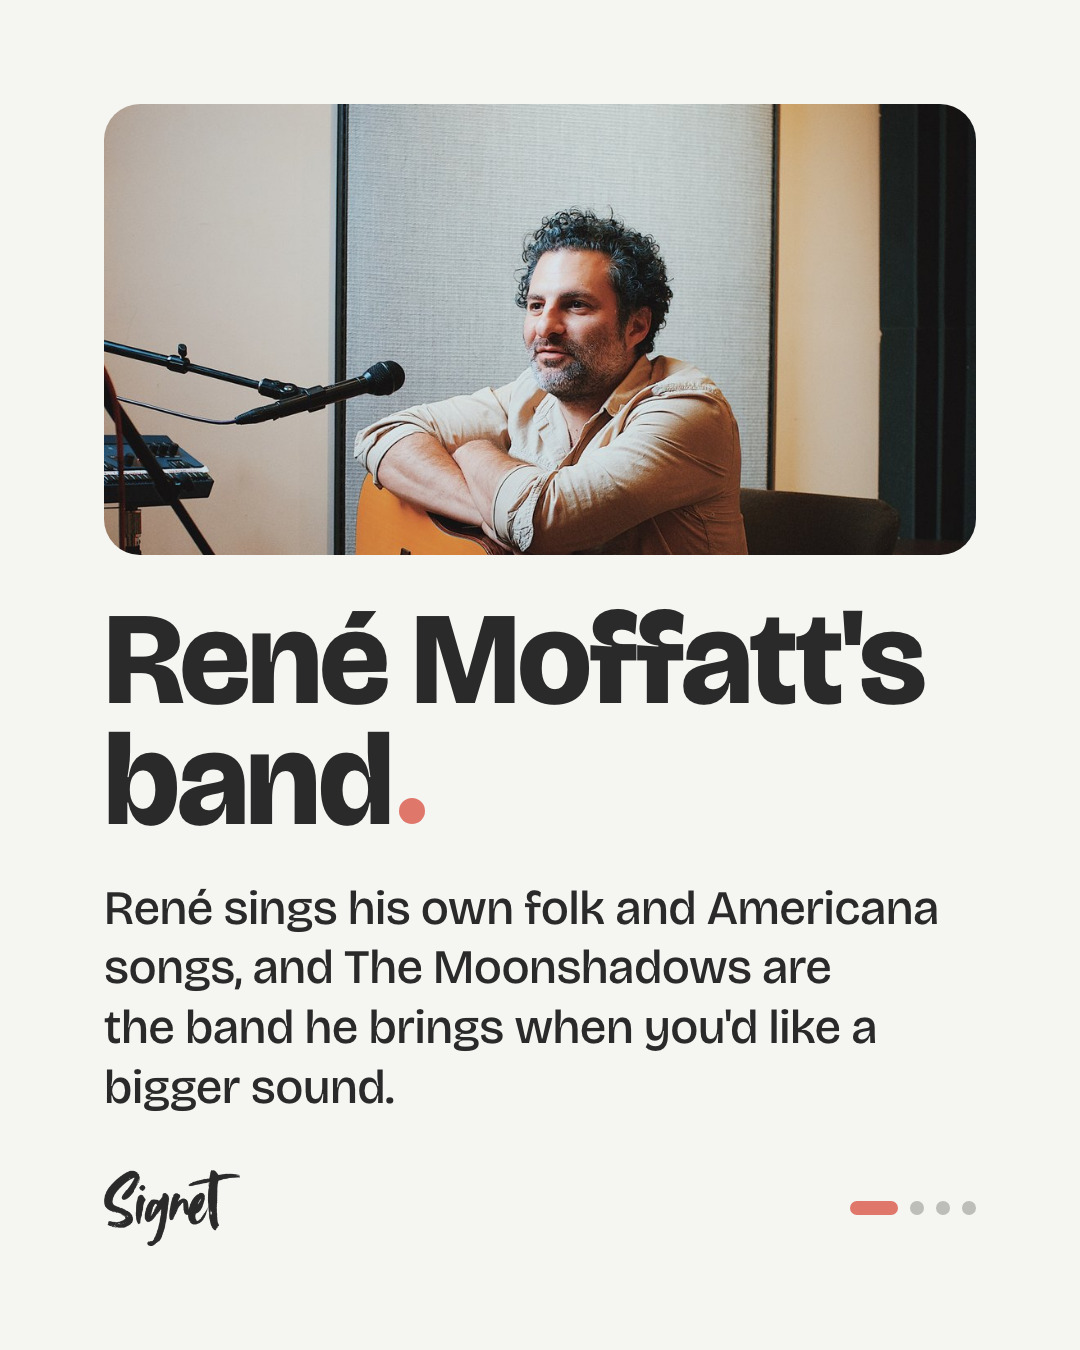 René Moffatt's
band.
René sings his own folk and Americana
songs, and The Moonshadows are
the band he brings when you'd like a
bigger sound.
Signet